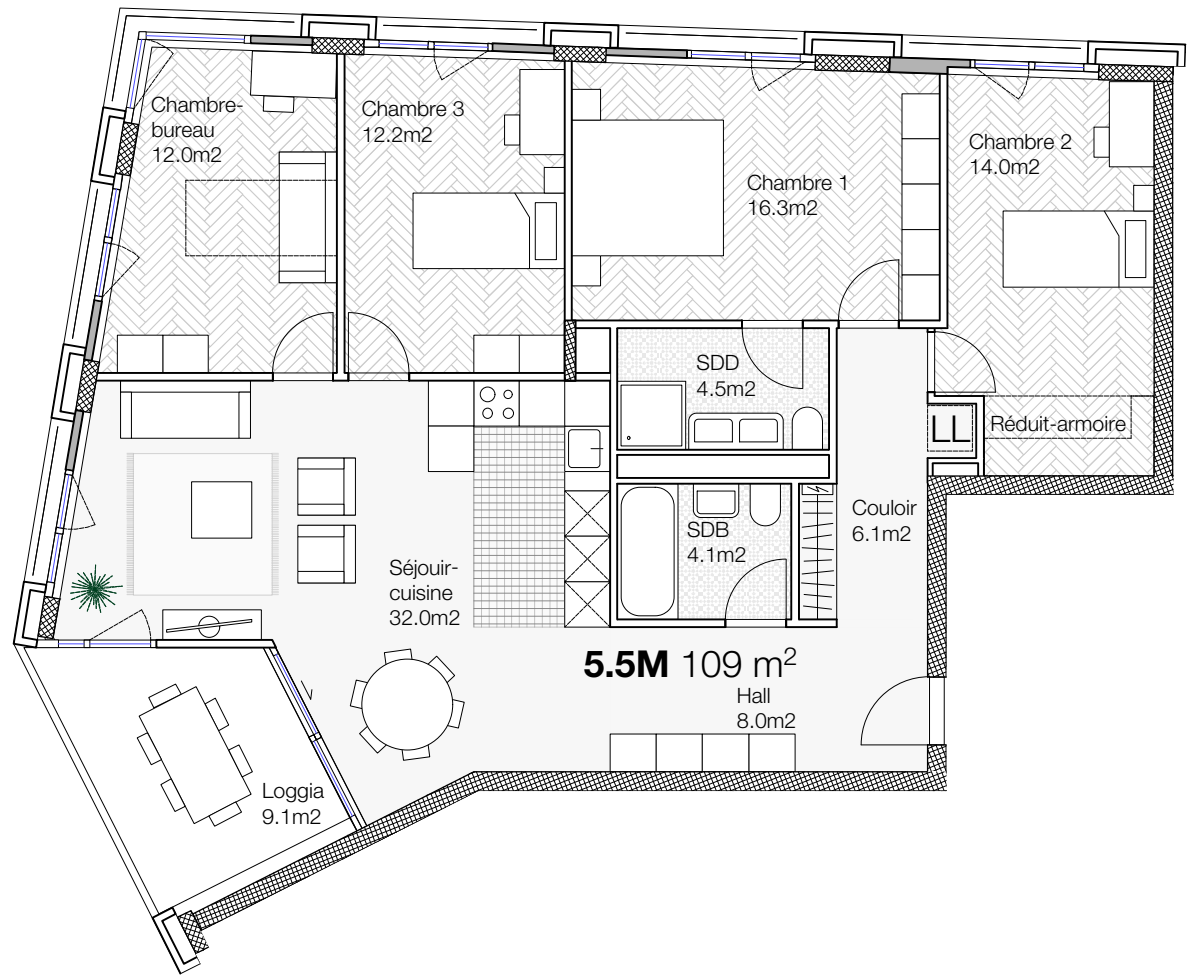 Chambre-
bureau
12.0m2
Chambre 3
12.2m2
Chambre 1
16.3m2
Chambre 2
14.0m2
SDD
4.5m2
LL
Réduit-armoire
SDB
4.1m2
Couloir
6.1m2
Séjouir-
cuisine
32.0m2
5.5M 109 m²
Hall
8.0m2
Loggia
9.1m2